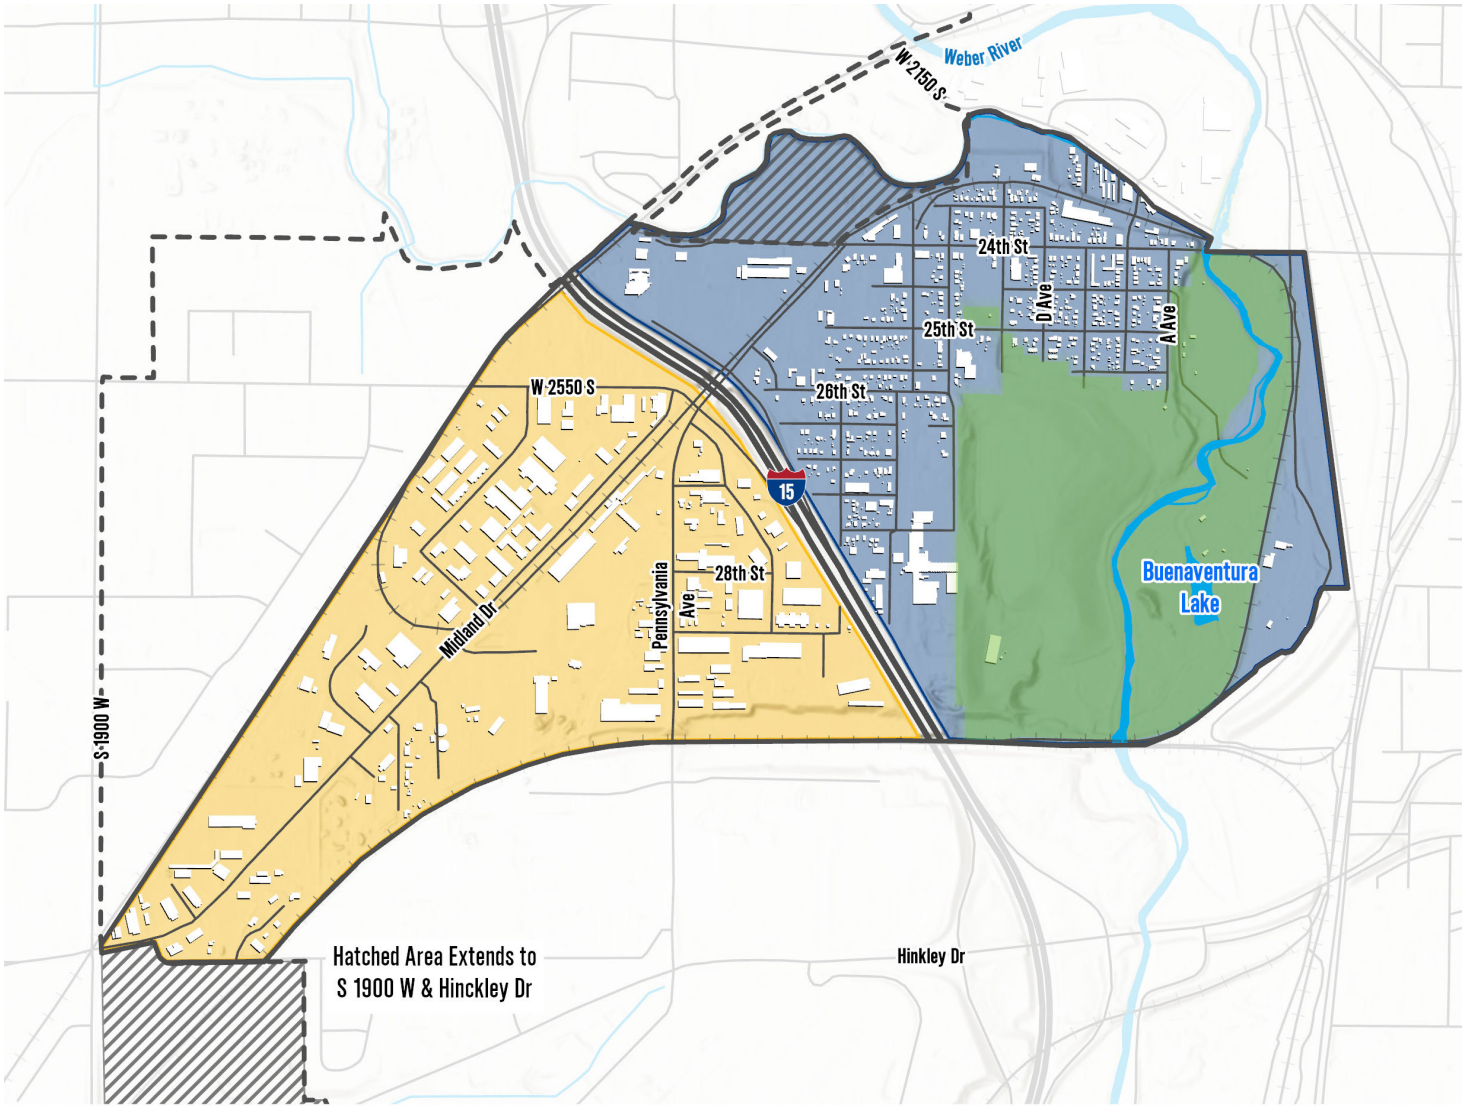 Weber River
W 2150 S
24th St
D Ave
25th St
A Ave
W 2550 S
26th St
15
28th St
Buenaventura
Lake
Pennsylvania
Ave
Midland Dr
S 1900 W
Hatched Area Extends to
S 1900 W & Hinckley Dr
Hinkley Dr